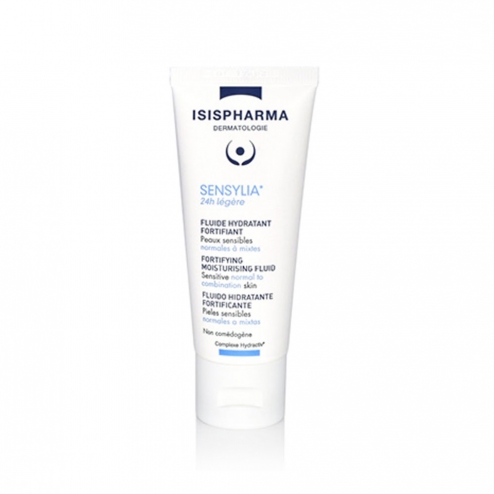 ISISPHARMA
DERMATOLOGIE
SENSYLIA*
24h légère
FLUIDE HYDRATANT
FORTIFIANT
Peaux sensibles
normales à mixtes
FORTIFYING
MOISTURISING FLUID
Sensitive normal to
combination skin
FLUIDO HIDRATANTE
FORTIFICANTE
Pieles sensibles
normales a mixtas
Non comédogène
Complexe Hydractiv*